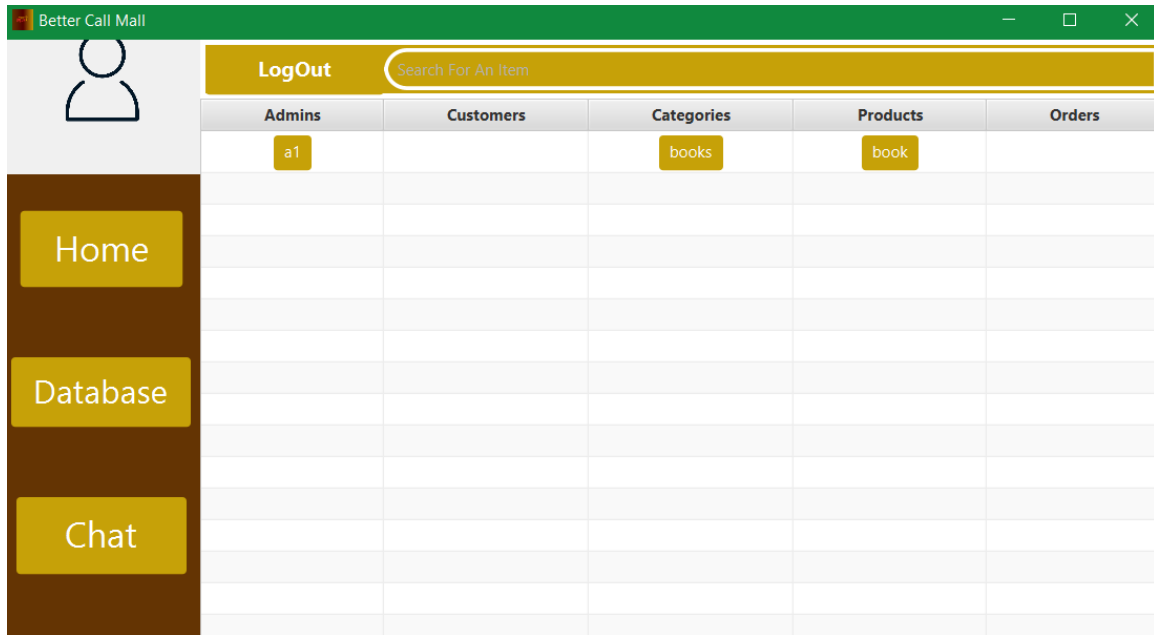 Better Call Mall
LogOut
Search For An Item
Admins Customers Categories Products Orders
a1 books book
Home
Database
Chat